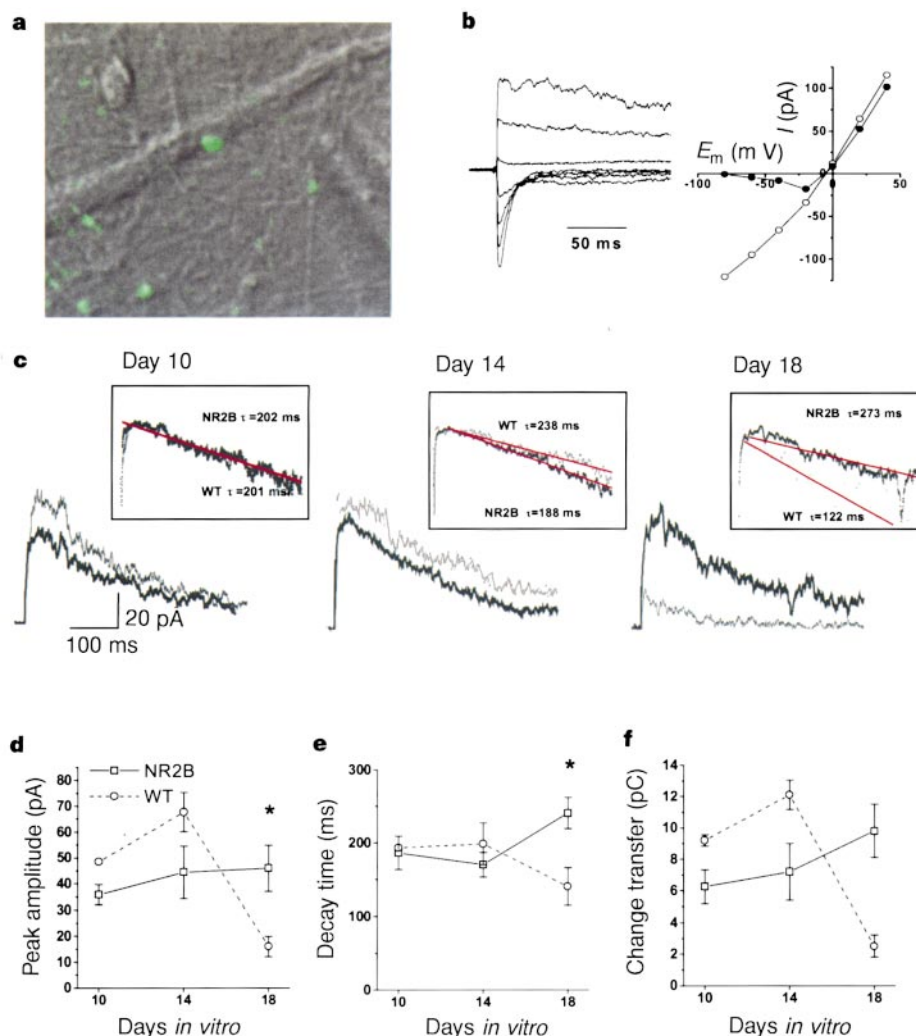 a
b
I (pA)
100
50
Em (m V)
-100
-50
0
50
-50
-100
50 ms
c
Day 10
Day 14
Day 18
NR2B τ = 202 ms
WT τ = 201 ms
WT τ = 238 ms
NR2B τ = 188 ms
NR2B τ = 273 ms
WT τ = 122 ms
20 pA
100 ms
d
NR2B
WT
*
Peak amplitude (pA)
80
70
60
50
40
30
20
10
0
10
14
18
Days in vitro
e
*
Decay time (ms)
300
200
100
0
10
14
18
Days in vitro
f
Change transfer (pC)
14
12
10
8
6
4
2
0
10
14
18
Days in vitro